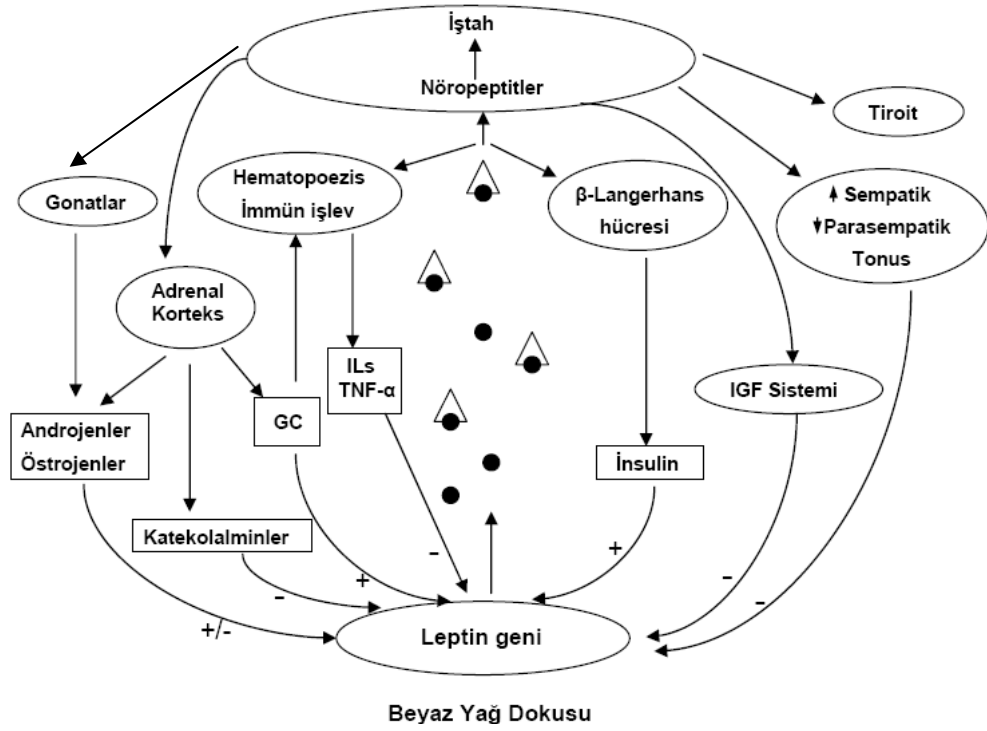 İştah
Nöropeptitler
Tiroit
Gonatlar
Hematopoezis
İmmün işlev
β-Langerhans
hücresi
Sempatik
Parasempatik
Tonus
Adrenal
Korteks
ILs
TNF-α
IGF Sistemi
GC
Androjenler
Östrojenler
İnsulin
Katekolalminler
-
+
+
-
-
-
+/-
Leptin geni
Beyaz Yağ Dokusu